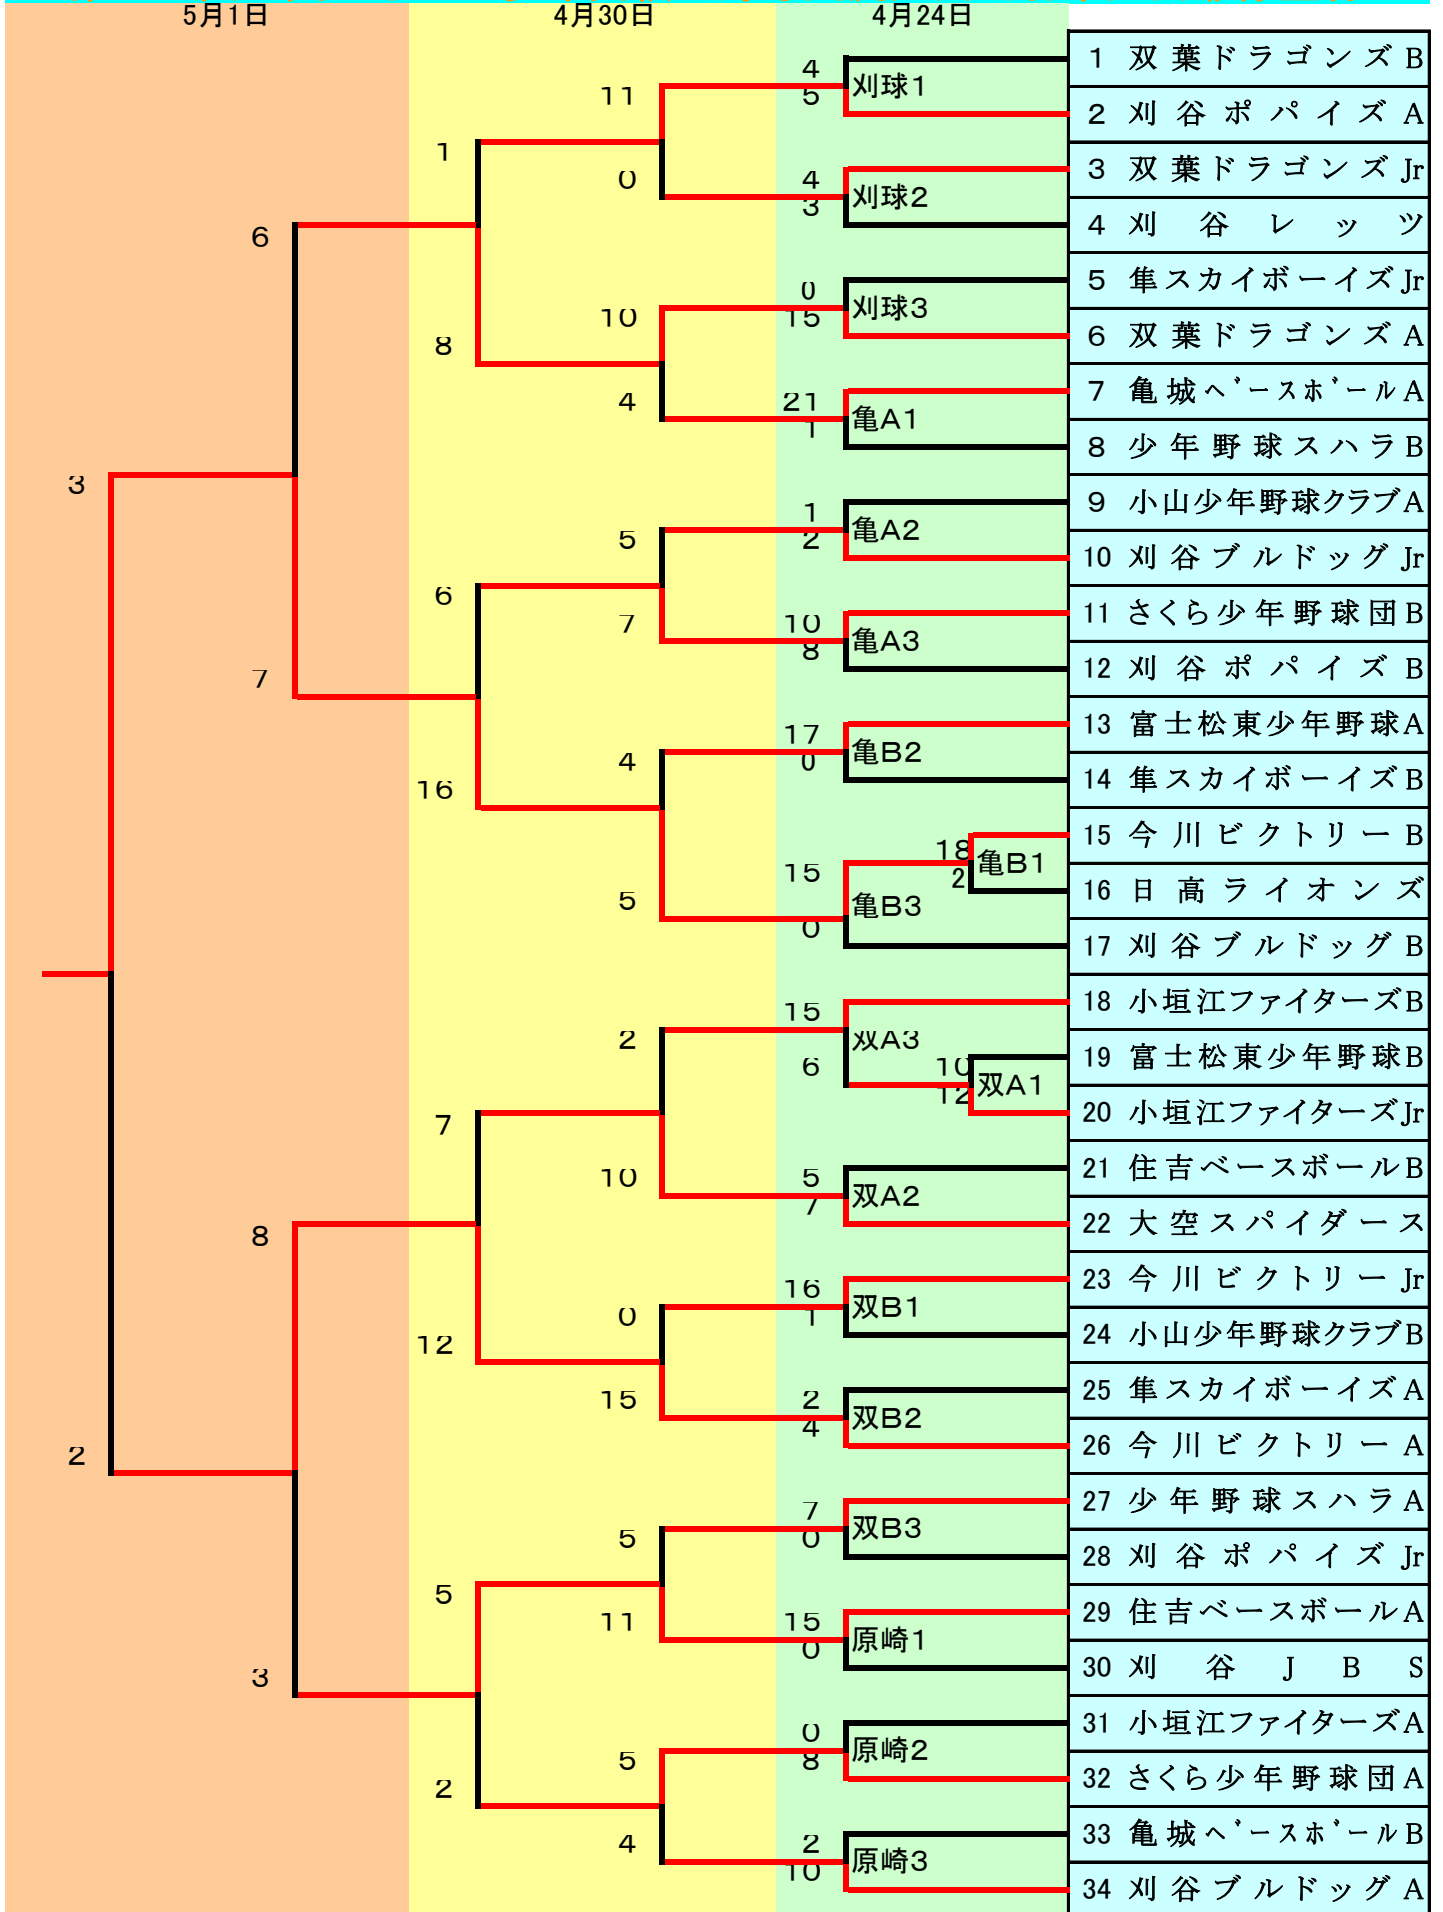 5月1日 4月30日 4月24日
1 双葉ドラゴンズB
4
刈球1
5
11
2 刈谷ポパイズA
1
3 双葉ドラゴンズJr
4
0
刈球2
3
4 刈谷レッツ
6
5 隼スカイボーイズJr
0
刈球3
15
10
6 双葉ドラゴンズA
8
7 亀城ベースボールA
21
4
亀A1
1
8 少年野球スハラB
3
9 小山少年野球クラブA
1
亀A2
2
5
10 刈谷ブルドッグJr
6
11 さくら少年野球団B
10
7
亀A3
8
12 刈谷ポパイズB
7
13 富士松東少年野球A
17
亀B2
0
4
14 隼スカイボーイズB
16
15 今川ビクトリーB
18
亀B1
2
15
16 日高ライオンズ
5
亀B3
0
17 刈谷ブルドッグB
18 小垣江ファイターズB
15
2
双A3
6
19 富士松東少年野球B
10
双A1
12
20 小垣江ファイターズJr
7
21 住吉ベースボールB
5
10
双A2
7
22 大空スパイダース
8
23 今川ビクトリーJr
16
双B1
1
0
24 小山少年野球クラブB
12
25 隼スカイボーイズA
2
15
双B2
4
26 今川ビクトリーA
2
27 少年野球スハラA
7
双B3
0
5
28 刈谷ポパイズJr
5
29 住吉ベースボールA
15
11
原崎1
0
30 刈谷JBS
3
31 小垣江ファイターズA
0
原崎2
8
5
32 さくら少年野球団A
2
33 亀城ベースボールB
2
4
原崎3
10
34 刈谷ブルドッグA